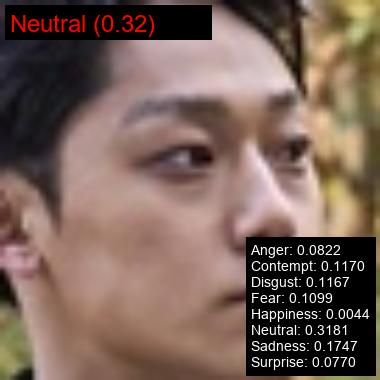 Neutral (0.32)
Anger: 0.0822
Contempt: 0.1170
Disgust: 0.1167
Fear: 0.1099
Happiness: 0.0044
Neutral: 0.3181
Sadness: 0.1747
Surprise: 0.0770